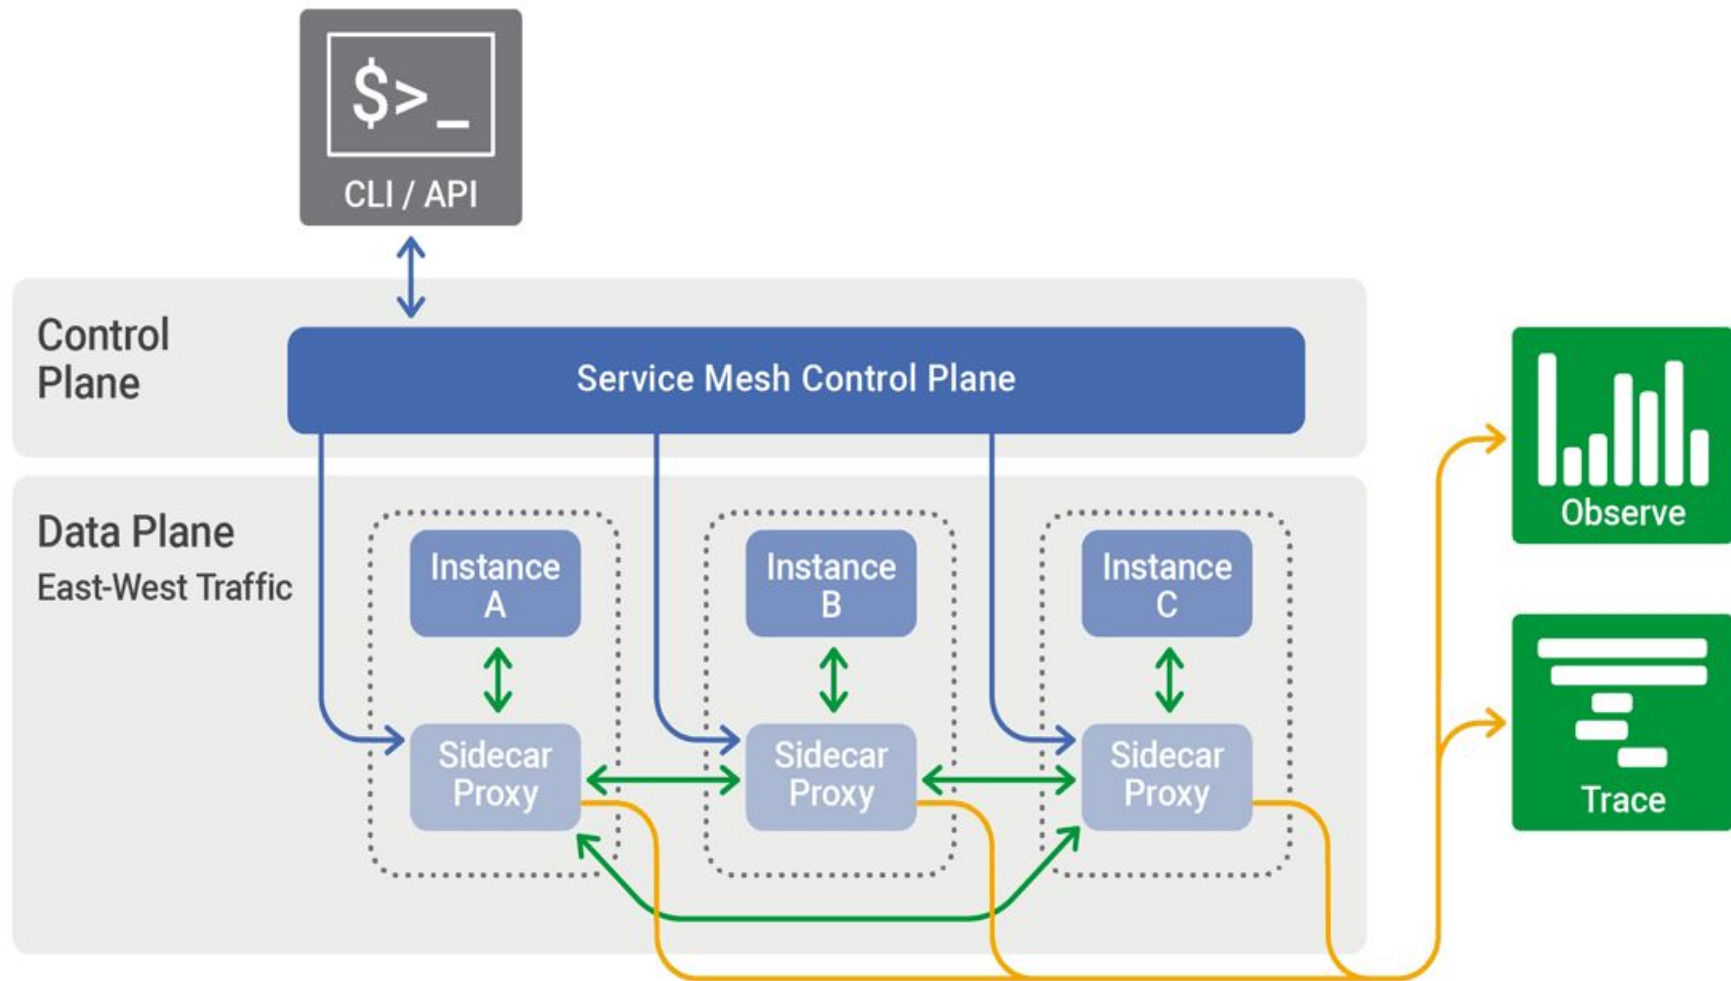 $>_
CLI / API
Control
Plane
Service Mesh Control Plane
Data Plane
East-West Traffic
Instance
A
Instance
B
Instance
C
Sidecar
Proxy
Sidecar
Proxy
Sidecar
Proxy
Observe
Trace